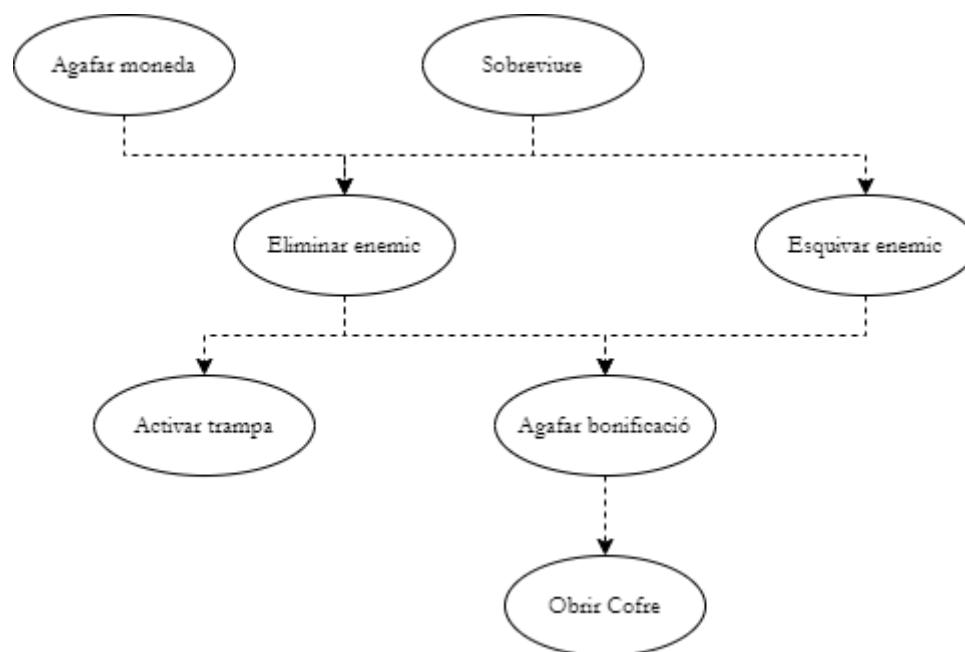 Agafar moneda
Sobreviure
Eliminar enemic
Esquivar enemic
Activar trampa
Agafar bonificació
Obrir Cofre